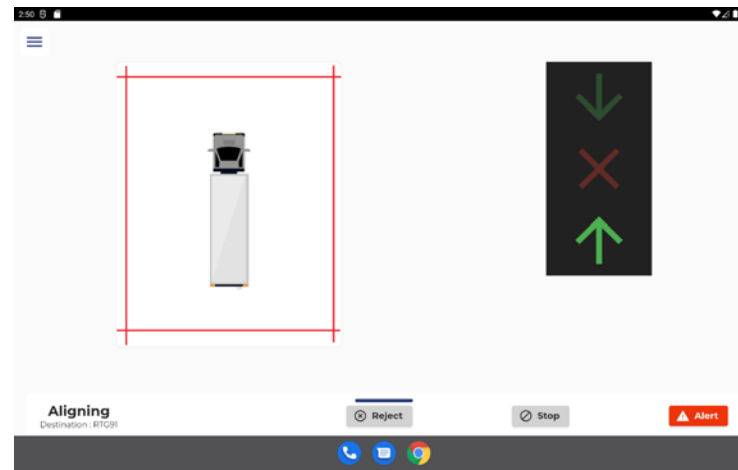 2:50
Aligning
Destination : RTG91
Reject
Stop
Alert